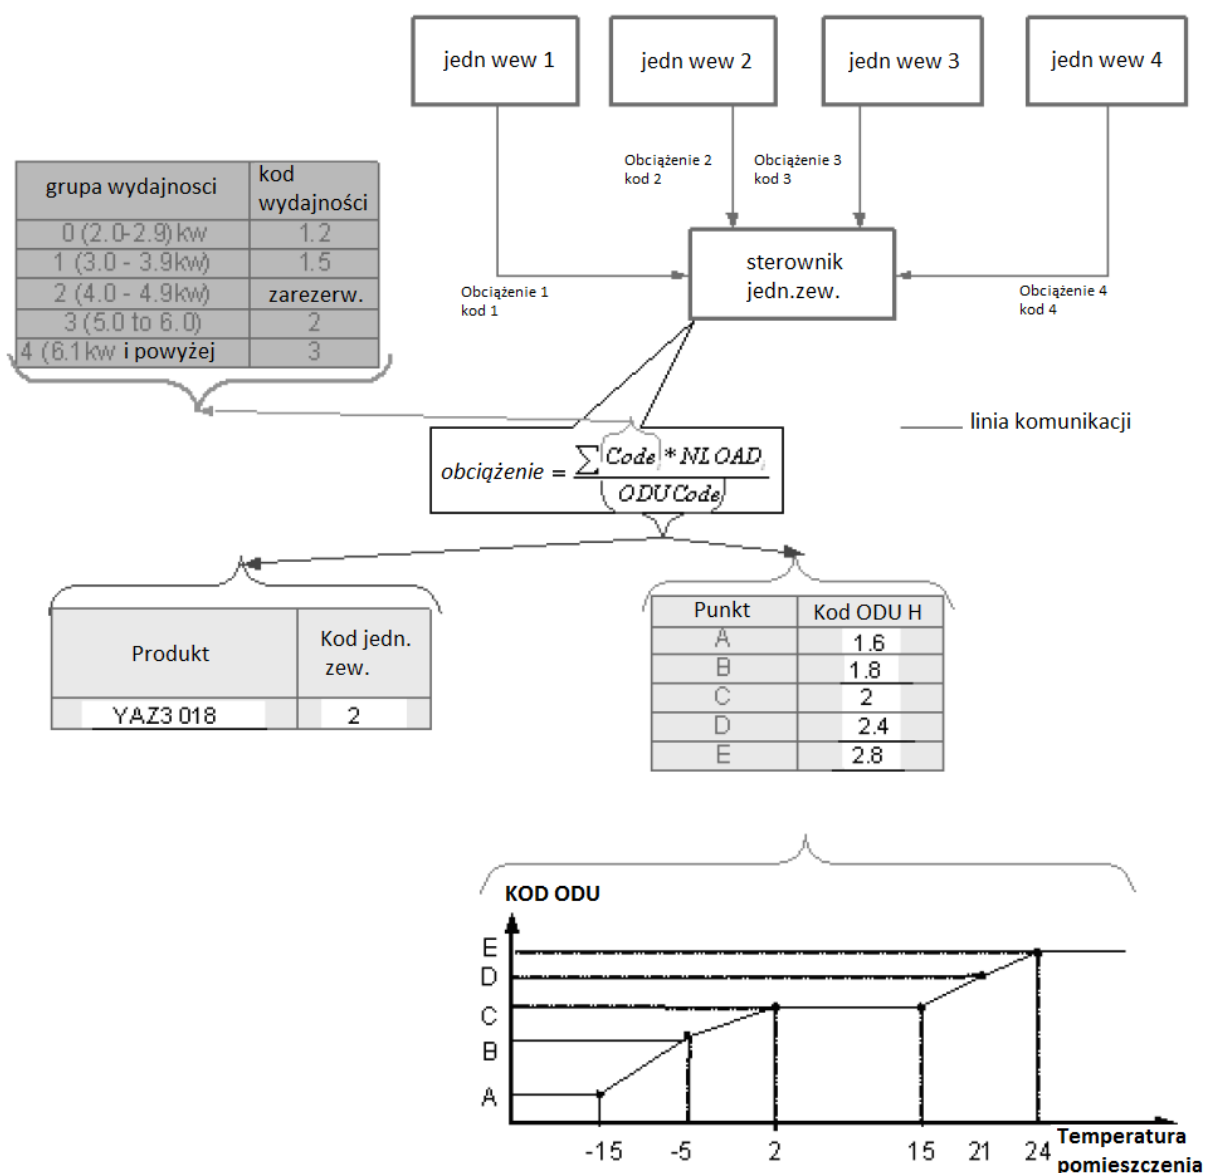 jedn wew 1
jedn wew 2
jedn wew 3
jedn wew 4
Obciążenie 2
kod 2
Obciążenie 3
kod 3
grupa wydajnosci
kod
wydajności
0 (2.0-2.9) kw
1.2
1 (3.0 - 3.9kw)
1.5
2 (4.0 - 4.9kw)
zarezerw.
3 (5.0 to 6.0)
2
4 (6.1kw i powyżej
3
sterownik
jedn.zew.
Obciążenie 1
kod 1
Obciążenie 4
kod 4
linia komunikacji
obciążenie = ∑(Code)i * NLOADi
(ODU Code)
Produkt
Kod jedn.
zew.
YAZ3 018
2
Punkt
Kod ODU H
A
1.6
B
1.8
C
2
D
2.4
E
2.8
KOD ODU
E
D
C
B
A
-15
-5
2
15
21
24
Temperatura
pomieszczenia